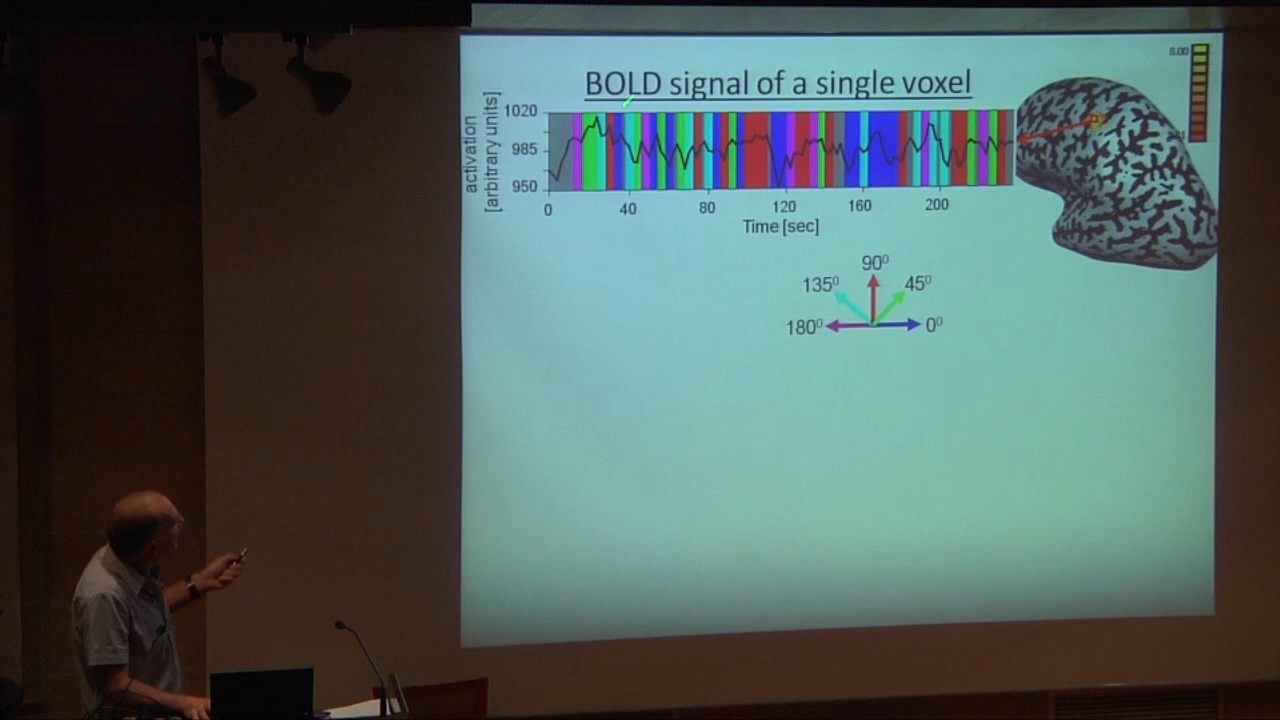 BOLD signal of a single voxel
8.00
activation
[arbitrary units]
1020
985
950
0 40 80 120 160 200
Time [sec]
90⁰
135⁰ 45⁰
180⁰ 0⁰